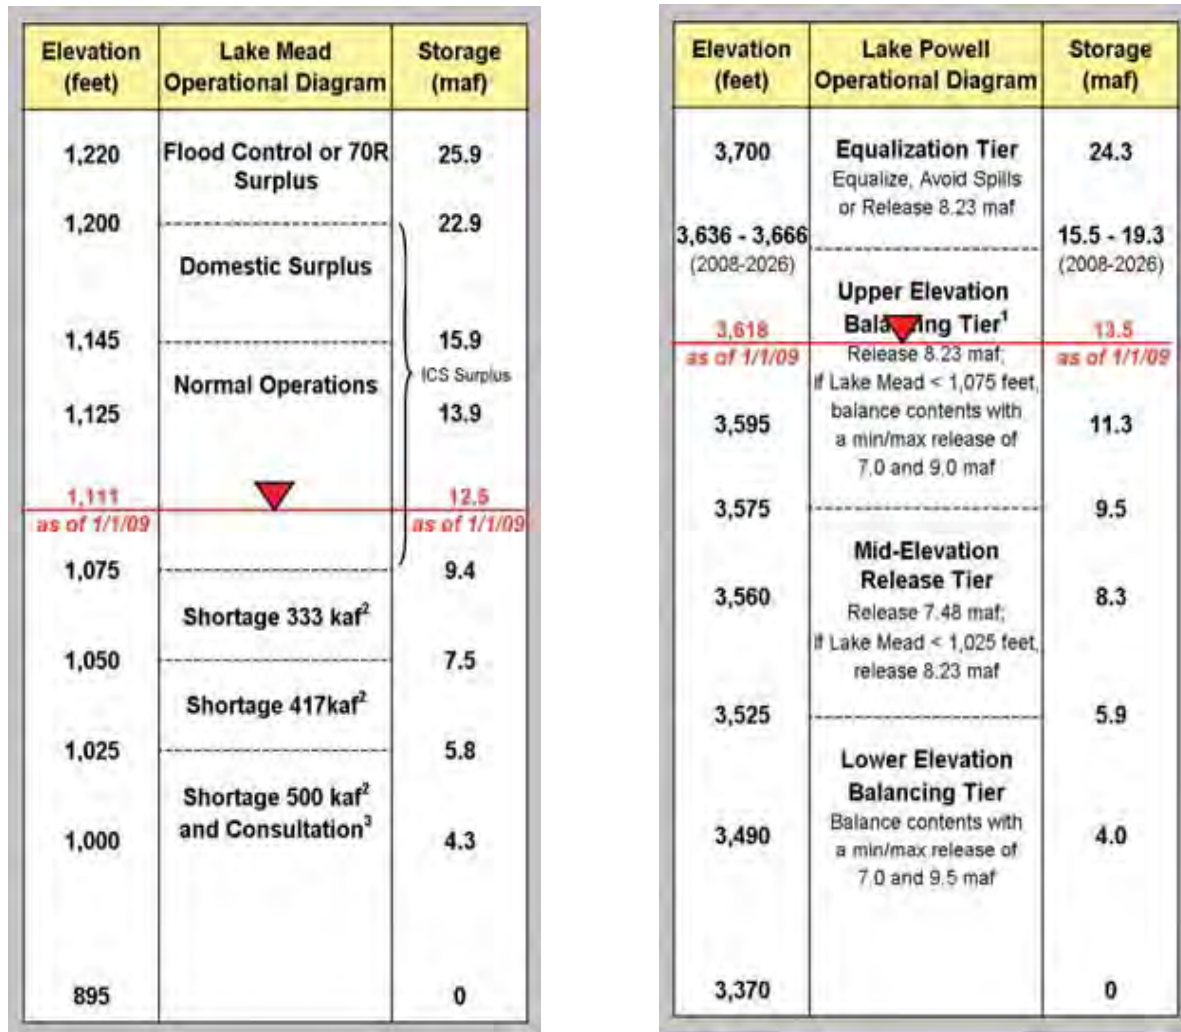 Elevation (feet) | Lake Mead Operational Diagram | Storage (maf)
1,220 | Flood Control or 70R Surplus | 25.9
1,200 | 22.9
Domestic Surplus
1,145 | 15.9
Normal Operations | ICS Surplus
1,125 | 13.9
1,111 | 12.5
as of 1/1/09 | as of 1/1/09
1,075 | 9.4
Shortage 333 kaf²
1,050 | 7.5
Shortage 417kaf²
1,025 | 5.8
Shortage 500 kaf²
and Consultation³
1,000 | 4.3
895 | 0
Elevation (feet) | Lake Powell Operational Diagram | Storage (maf)
3,700 | Equalization Tier | 24.3
Equalize, Avoid Spills
or Release 8.23 maf
3,636 - 3,666 | 15.5 - 19.3
(2008-2026) | (2008-2026)
Upper Elevation
3,618 | Balancing Tier¹ | 13.5
as of 1/1/09 | Release 8.23 maf; | as of 1/1/09
if Lake Mead < 1,075 feet,
balance contents with
3,595 | 11.3
a min/max release of
7.0 and 9.0 maf
3,575 | 9.5
Mid-Elevation
Release Tier
3,560 | Release 7.48 maf; | 8.3
if Lake Mead < 1,025 feet,
release 8.23 maf
3,525 | 5.9
Lower Elevation
Balancing Tier
Balance contents with
3,490 | 4.0
a min/max release of
7.0 and 9.5 maf
3,370 | 0